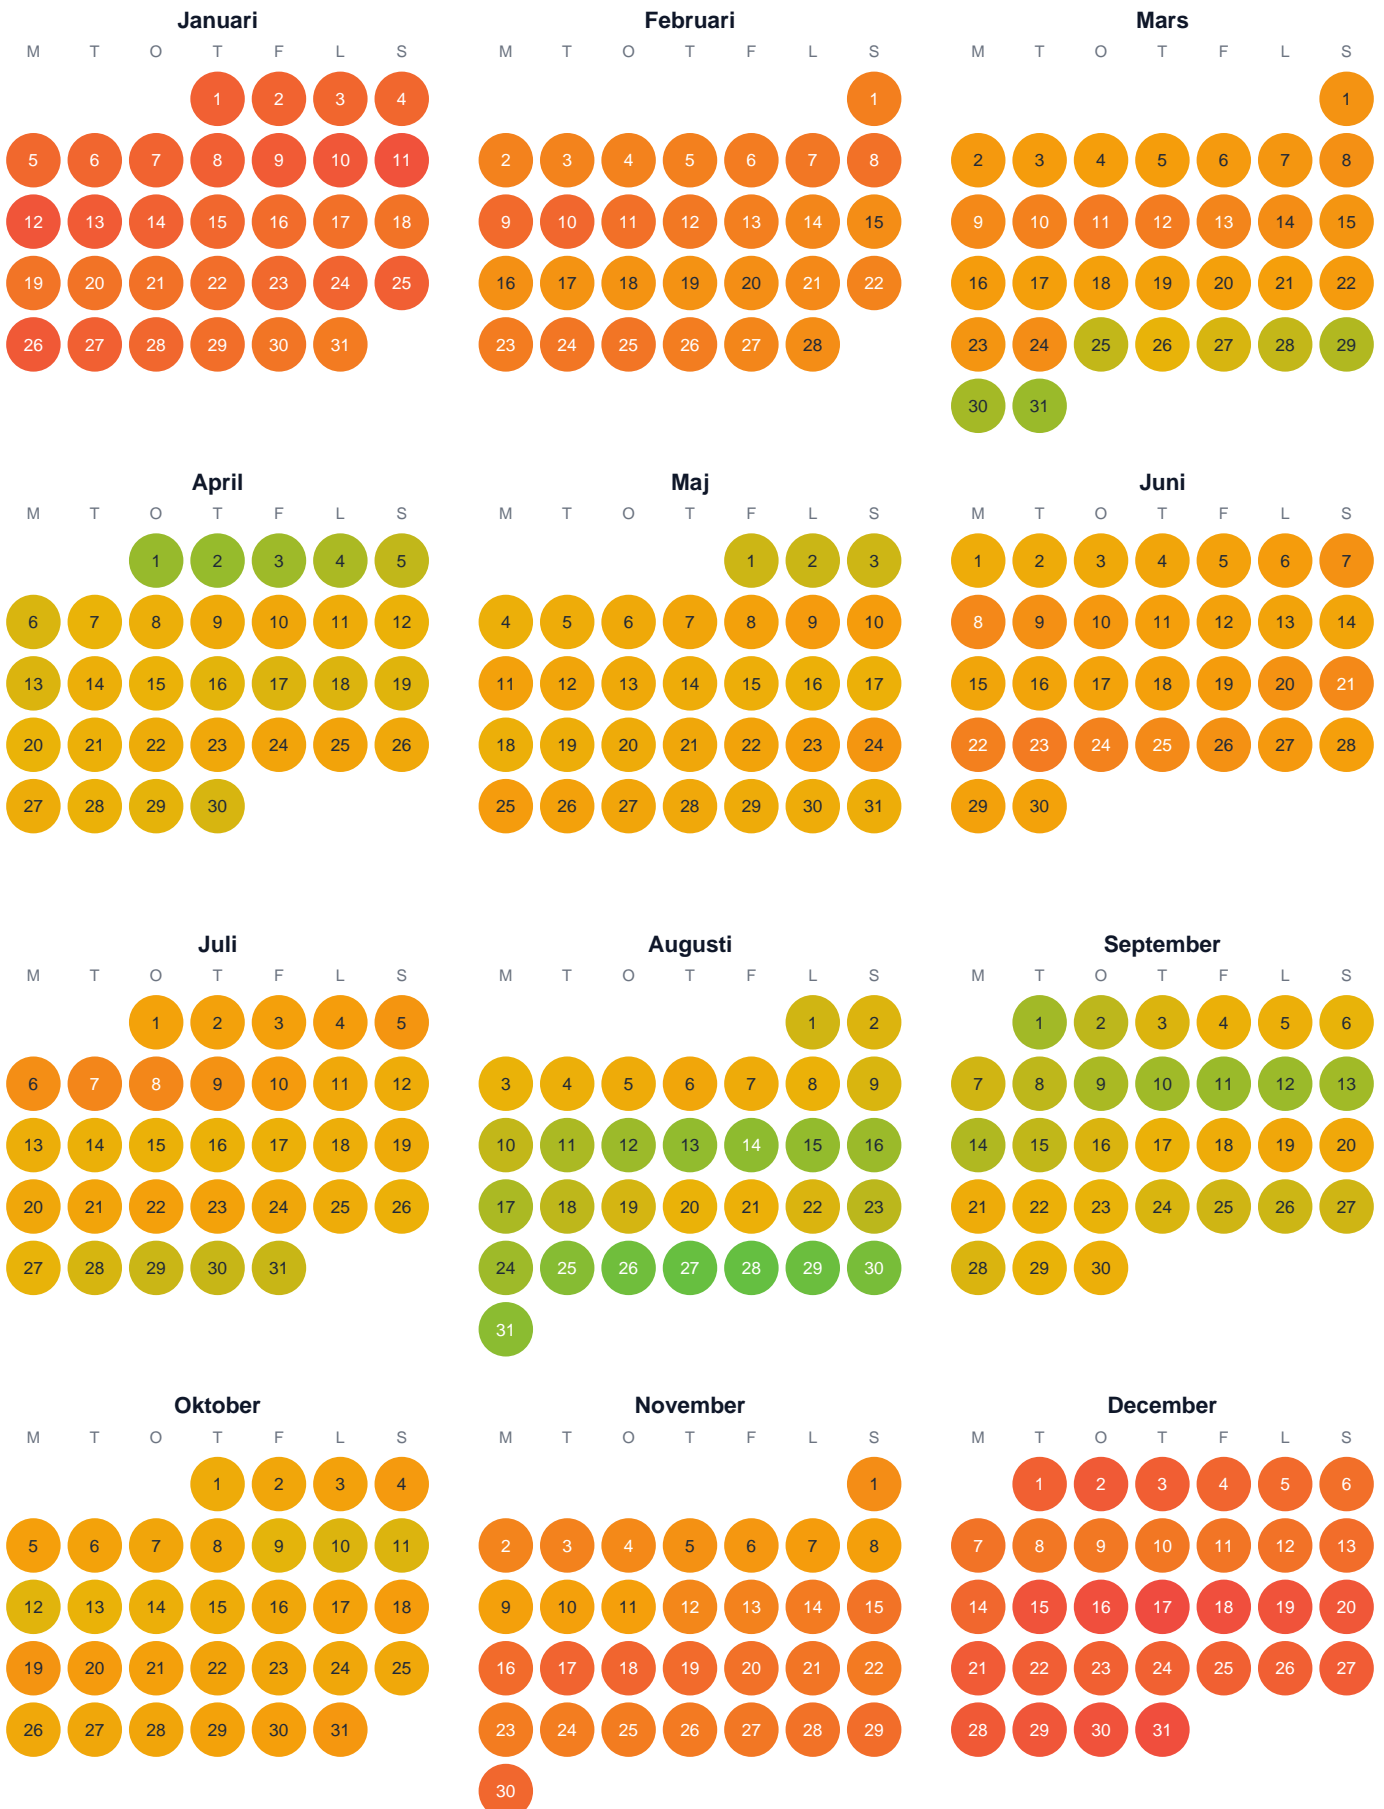 Januari Februari Mars
M T O T F L S M T O T F L S M T O T F L S
1 2 3 4 1 1
5 6 7 8 9 10 11 2 3 4 5 6 7 8 2 3 4 5 6 7 8
12 13 14 15 16 17 18 9 10 11 12 13 14 15 9 10 11 12 13 14 15
19 20 21 22 23 24 25 16 17 18 19 20 21 22 16 17 18 19 20 21 22
26 27 28 29 30 31 23 24 25 26 27 28 23 24 25 26 27 28 29
30 31
April Maj Juni
M T O T F L S M T O T F L S M T O T F L S
1 2 3 4 5 1 2 3 1 2 3 4 5 6 7
6 7 8 9 10 11 12 4 5 6 7 8 9 10 8 9 10 11 12 13 14
13 14 15 16 17 18 19 11 12 13 14 15 16 17 15 16 17 18 19 20 21
20 21 22 23 24 25 26 18 19 20 21 22 23 24 22 23 24 25 26 27 28
27 28 29 30 25 26 27 28 29 30 31 29 30
Juli Augusti September
M T O T F L S M T O T F L S M T O T F L S
1 2 3 4 5 1 2 1 2 3 4 5 6
6 7 8 9 10 11 12 3 4 5 6 7 8 9 7 8 9 10 11 12 13
13 14 15 16 17 18 19 10 11 12 13 14 15 16 14 15 16 17 18 19 20
20 21 22 23 24 25 26 17 18 19 20 21 22 23 21 22 23 24 25 26 27
27 28 29 30 31 24 25 26 27 28 29 30 28 29 30
31
Oktober November December
M T O T F L S M T O T F L S M T O T F L S
1 2 3 4 1 1 2 3 4 5 6
5 6 7 8 9 10 11 2 3 4 5 6 7 8 7 8 9 10 11 12 13
12 13 14 15 16 17 18 9 10 11 12 13 14 15 14 15 16 17 18 19 20
19 20 21 22 23 24 25 16 17 18 19 20 21 22 21 22 23 24 25 26 27
26 27 28 29 30 31 23 24 25 26 27 28 29 28 29 30 31
30